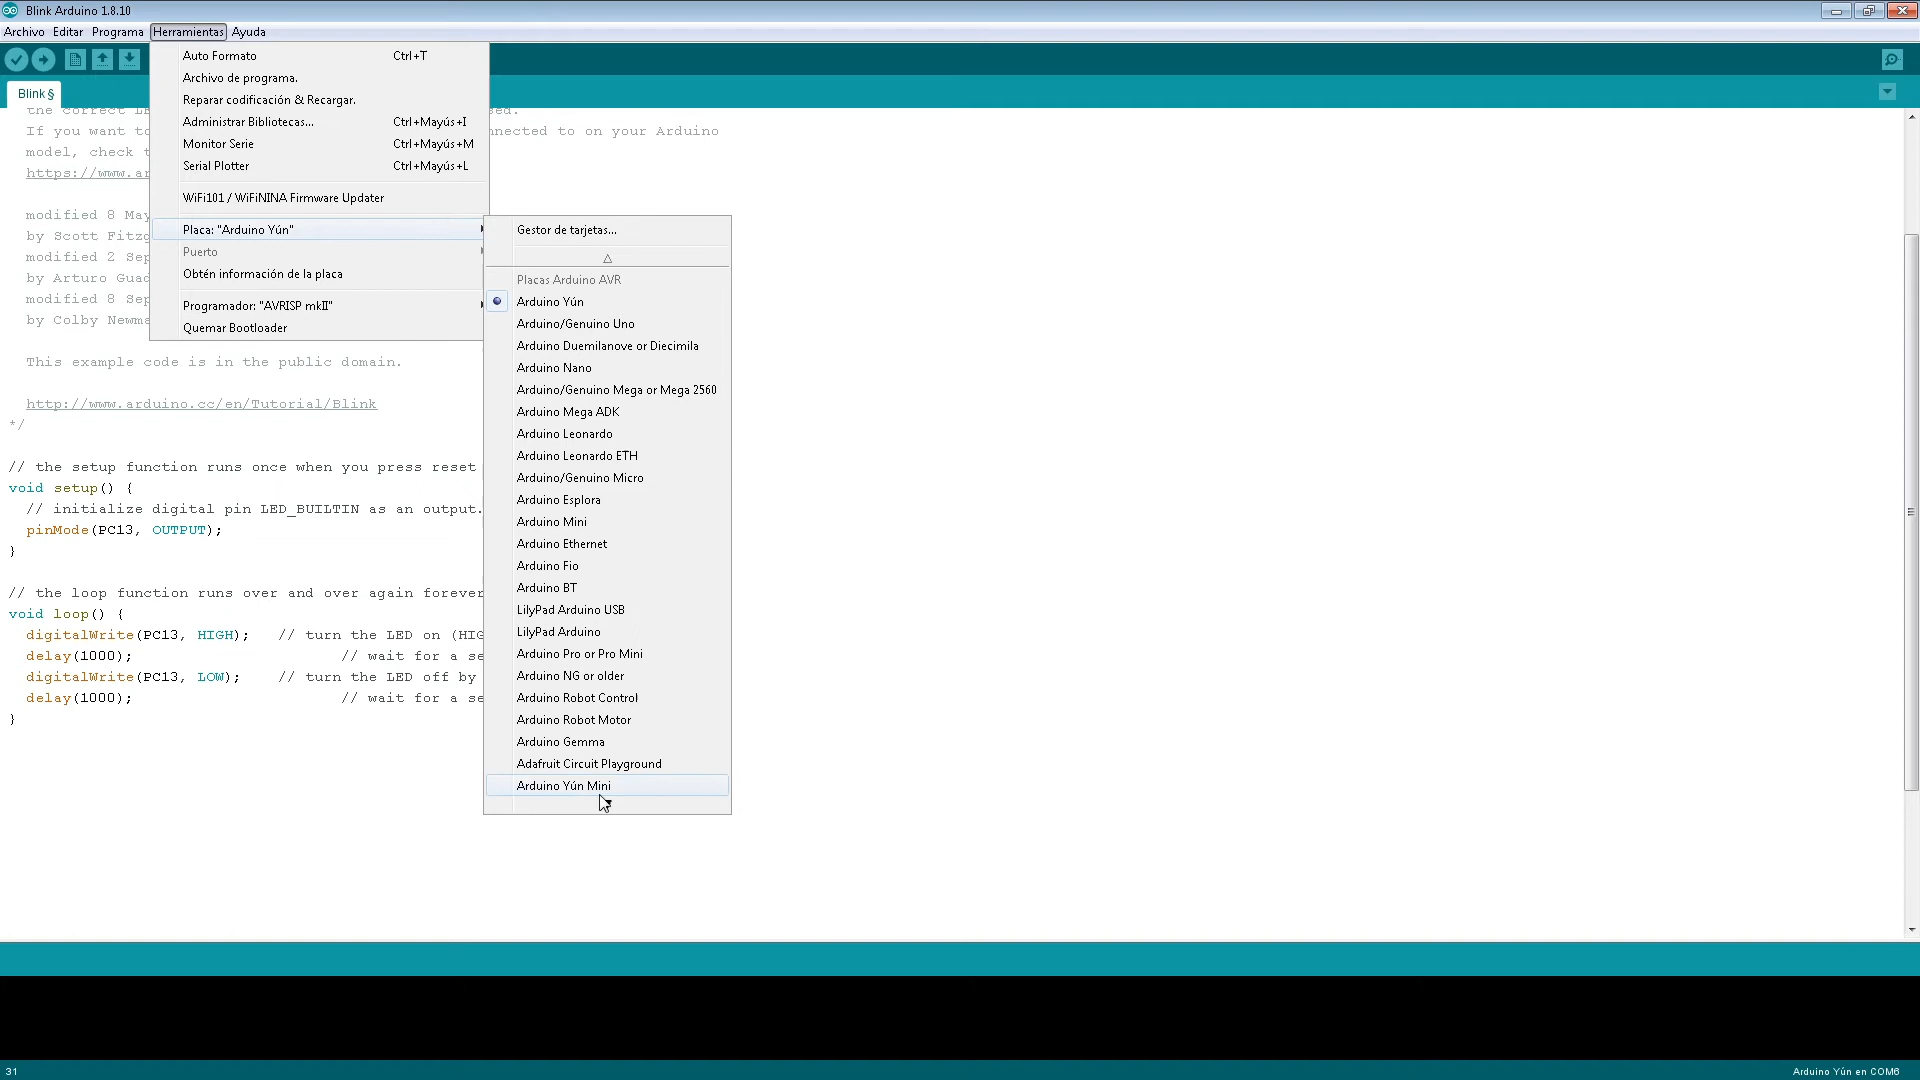 Blink Arduino 1.8.10
Archivo Editar Programa Herramientas Ayuda
Auto Formato Ctrl+T
Archivo de programa.
Reparar codificación & Recargar.
Administrar Bibliotecas... Ctrl+Mayús+I
Monitor Serie Ctrl+Mayús+M
Serial Plotter Ctrl+Mayús+L
WiFi101 / WiFiNINA Firmware Updater
Placa: "Arduino Yún"
Puerto
Obtén información de la placa
Programador: "AVRISP mkII"
Quemar Bootloader
Gestor de tarjetas...
Placas Arduino AVR
Arduino Yún
Arduino/Genuino Uno
Arduino Duemilanove or Diecimila
Arduino Nano
Arduino/Genuino Mega or Mega 2560
Arduino Mega ADK
Arduino Leonardo
Arduino Leonardo ETH
Arduino/Genuino Micro
Arduino Esplora
Arduino Mini
Arduino Ethernet
Arduino Fio
Arduino BT
LilyPad Arduino USB
LilyPad Arduino
Arduino Pro or Pro Mini
Arduino NG or older
Arduino Robot Control
Arduino Robot Motor
Arduino Gemma
Adafruit Circuit Playground
Arduino Yún Mini
Blink §
the correct LE sed.
If you want to nnected to on your Arduino
model, check t
https://www.ar
modified 8 May
by Scott Fitzg
modified 2 Sep
by Arturo Guad
modified 8 Sep
by Colby Newma
This example code is in the public domain.
http://www.arduino.cc/en/Tutorial/Blink
*/
// the setup function runs once when you press reset
void setup() {
// initialize digital pin LED_BUILTIN as an output.
pinMode(PC13, OUTPUT);
}
// the loop function runs over and over again forever
void loop() {
digitalWrite(PC13, HIGH); // turn the LED on (HIG
delay(1000); // wait for a se
digitalWrite(PC13, LOW); // turn the LED off by
delay(1000); // wait for a se
}
31
Arduino Yún en COM6